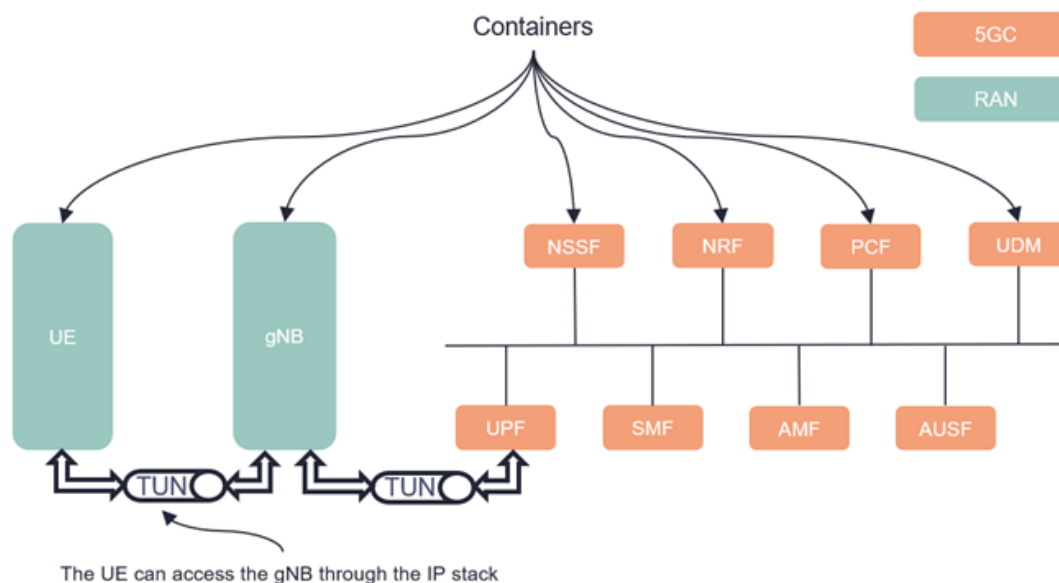 Containers
5GC
RAN
UE
gNB
NSSF
NRF
PCF
UDM
UPF
SMF
AMF
AUSF
TUN
TUN
The UE can access the gNB through the IP stack